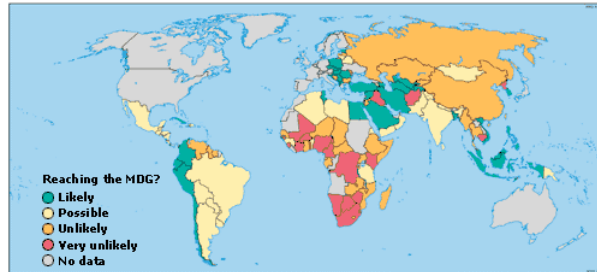 Reaching the MDG?
Likely
Possible
Unlikely
Very unlikely
No data